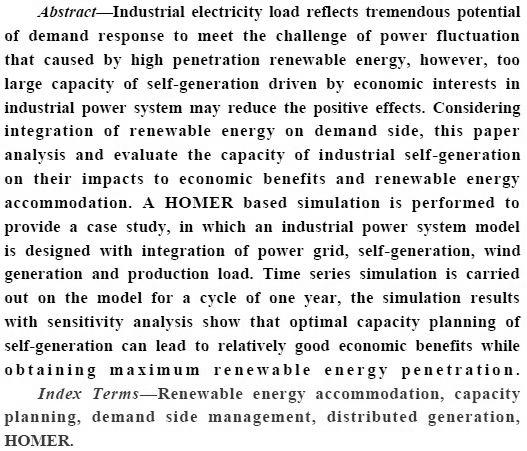 Abstract—Industrial electricity load reflects tremendous potential
of demand response to meet the challenge of power fluctuation
that caused by high penetration renewable energy, however, too
large capacity of self-generation driven by economic interests in
industrial power system may reduce the positive effects. Considering
integration of renewable energy on demand side, this paper
analysis and evaluate the capacity of industrial self-generation
on their impacts to economic benefits and renewable energy
accommodation. A HOMER based simulation is performed to
provide a case study, in which an industrial power system model
is designed with integration of power grid, self-generation, wind
generation and production load. Time series simulation is carried
out on the model for a cycle of one year, the simulation results
with sensitivity analysis show that optimal capacity planning of
self-generation can lead to relatively good economic benefits while
obtaining maximum renewable energy penetration.
Index Terms—Renewable energy accommodation, capacity
planning, demand side management, distributed generation,
HOMER.